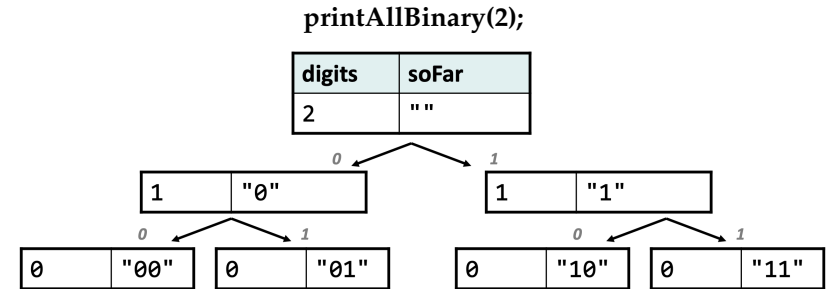 printAllBinary(2);
digits soFar
2 ""
0 1
1 "0" 1 "1"
0 1 0 1
0 "00" 0 "01" 0 "10" 0 "11"